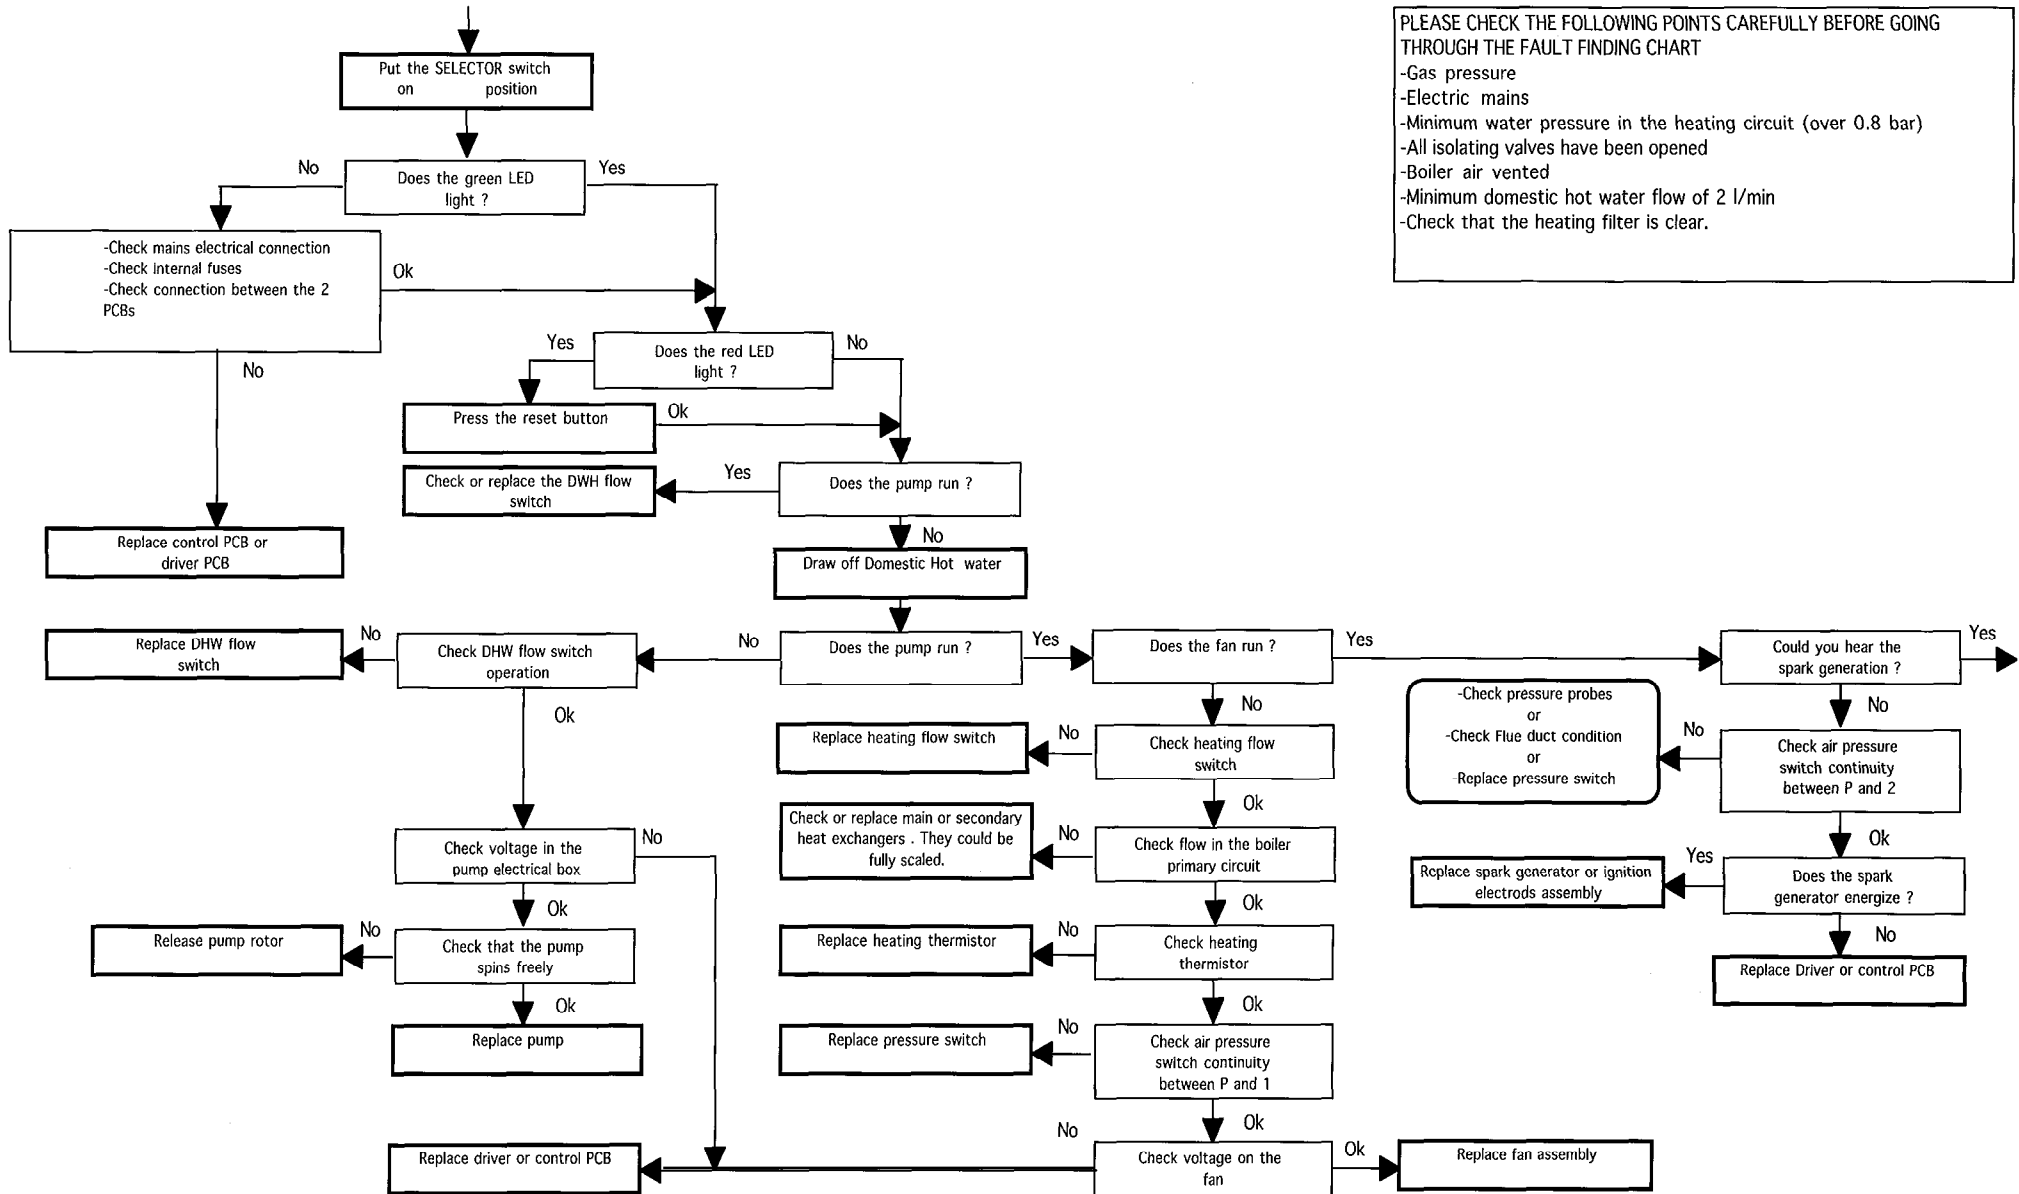 PLEASE CHECK THE FOLLOWING POINTS CAREFULLY BEFORE GOING
THROUGH THE FAULT FINDING CHART
-Gas pressure
-Electric mains
-Minimum water pressure in the heating circuit (over 0.8 bar)
-All isolating valves have been opened
-Boiler air vented
-Minimum domestic hot water flow of 2 l/min
-Check that the heating filter is clear.
Put the SELECTOR switch
on position
No
Does the green LED
light ?
Yes
-Check mains electrical connection
-Check internal fuses
-Check connection between the 2
PCBs
Ok
No
Yes
Does the red LED
light ?
No
Press the reset button
Ok
Check or replace the DWH flow
switch
Yes
Does the pump run ?
No
Replace control PCB or
driver PCB
Draw off Domestic Hot water
Replace DHW flow
switch
No
Check DHW flow switch
operation
No
Does the pump run ?
Yes
Does the fan run ?
Yes
Could you hear the
spark generation ?
Yes
Ok
No
No
Replace heating flow switch
No
Check heating flow
switch
-Check pressure probes
or
-Check Flue duct condition
or
-Replace pressure switch
No
Check air pressure
switch continuity
between P and 2
Ok
Ok
Check or replace main or secondary
heat exchangers . They could be
fully scaled.
No
Check flow in the boiler
primary circuit
Check voltage in the
pump electrical box
No
Replace spark generator or ignition
electrods assembly
Yes
Does the spark
generator energize ?
Ok
Ok
No
Release pump rotor
No
Check that the pump
spins freely
Replace heating thermistor
No
Check heating
thermistor
Replace Driver or control PCB
Ok
Ok
Replace pump
Replace pressure switch
No
Check air pressure
switch continuity
between P and 1
Ok
No
Replace driver or control PCB
Check voltage on the
fan
Ok
Replace fan assembly